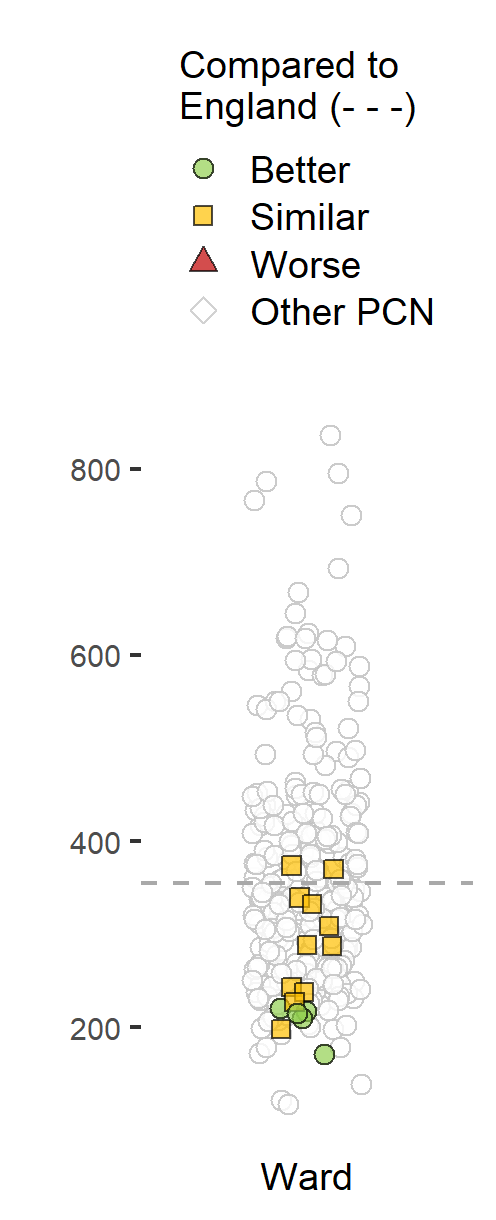 Compared to
England (- - -)
Better
Similar
Worse
Other PCN
800
600
400
200
Ward